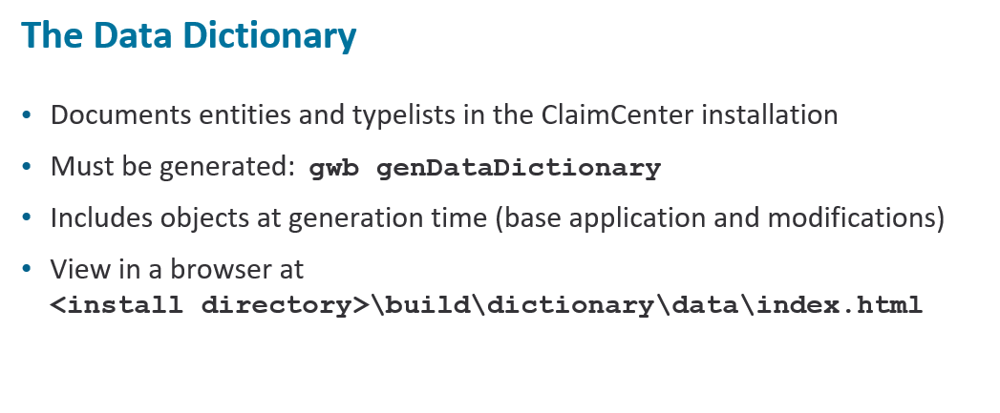 The Data Dictionary
• Documents entities and typelists in the ClaimCenter installation
• Must be generated: gwb genDataDictionary
• Includes objects at generation time (base application and modifications)
• View in a browser at
<install directory>\build\dictionary\data\index.html